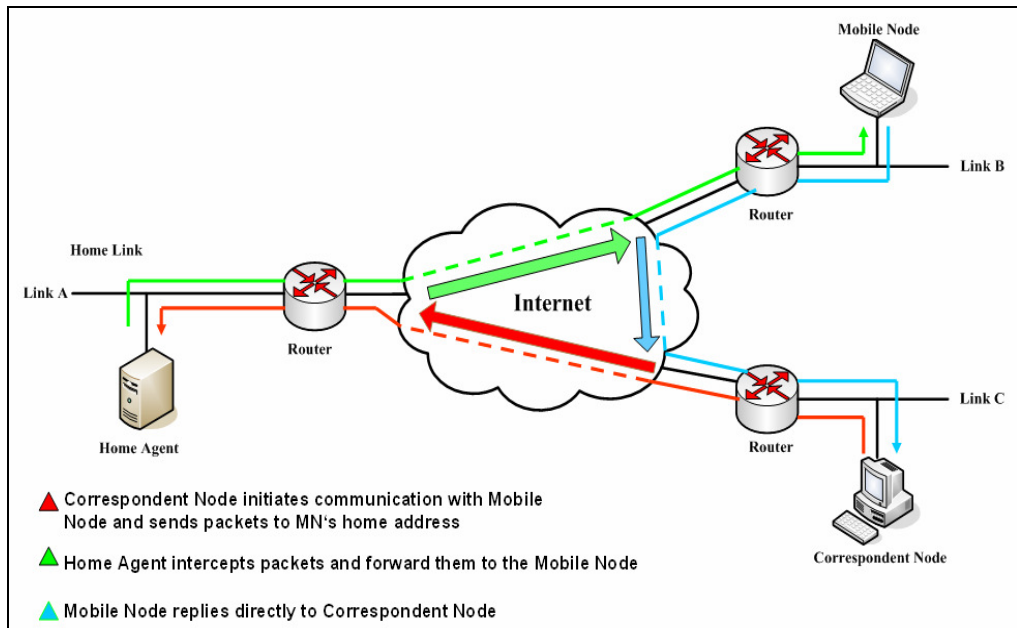 Mobile Node
Link B
Router
Home Link
Link A
Internet
Router
Home Agent
Link C
Router
Correspondent Node
Correspondent Node initiates communication with Mobile
Node and sends packets to MN's home address
Home Agent intercepts packets and forward them to the Mobile Node
Mobile Node replies directly to Correspondent Node